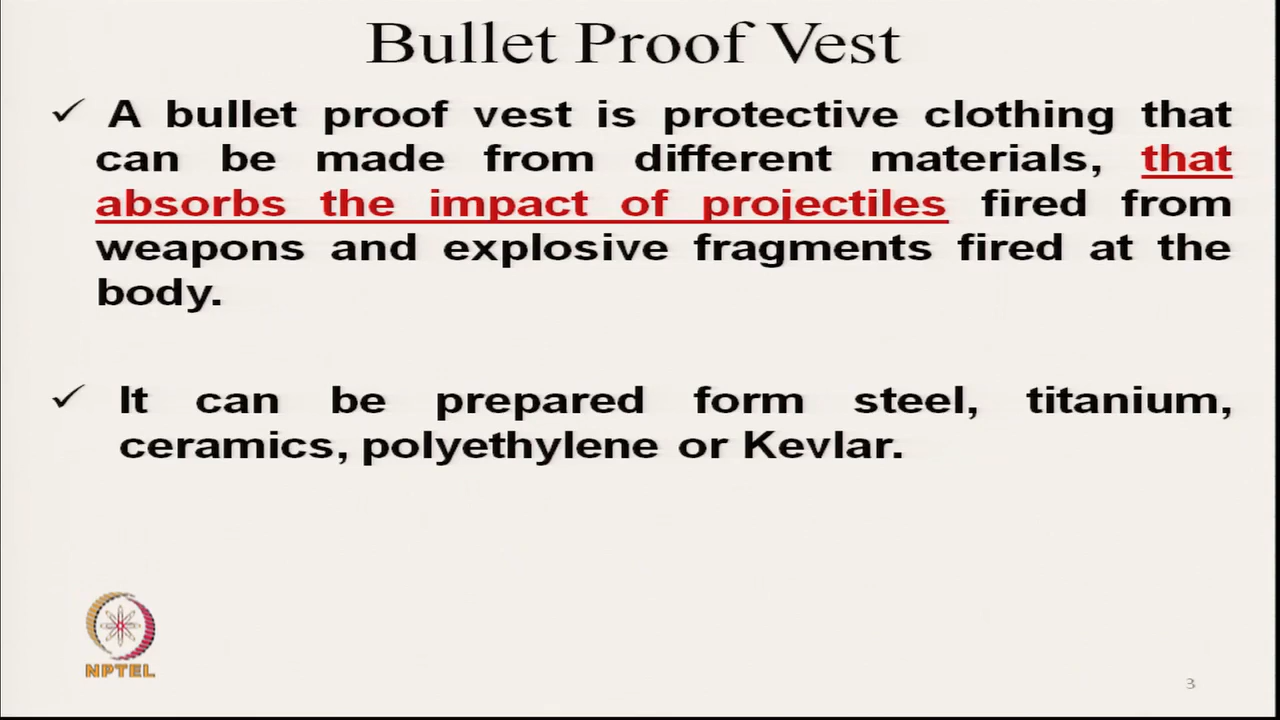 Bullet Proof Vest
✓ A bullet proof vest is protective clothing that
can be made from different materials, that
absorbs the impact of projectiles fired from
weapons and explosive fragments fired at the
body.
✓ It can be prepared form steel, titanium,
ceramics, polyethylene or Kevlar.
NPTEL
3